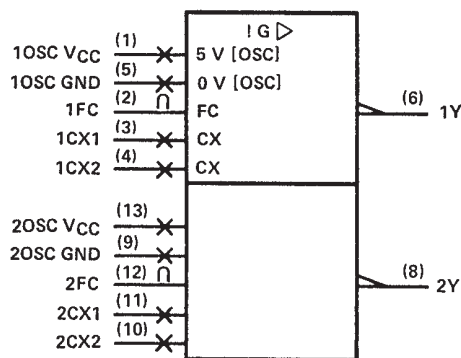 ! G ▷
1OSC VCC (1) 5 V [OSC]
1OSC GND (5) 0 V [OSC]
1FC (2) ∩ FC (6) 1Y
1CX1 (3) CX
1CX2 (4) CX
2OSC VCC (13)
2OSC GND (9)
2FC (12) ∩ (8) 2Y
2CX1 (11)
2CX2 (10)